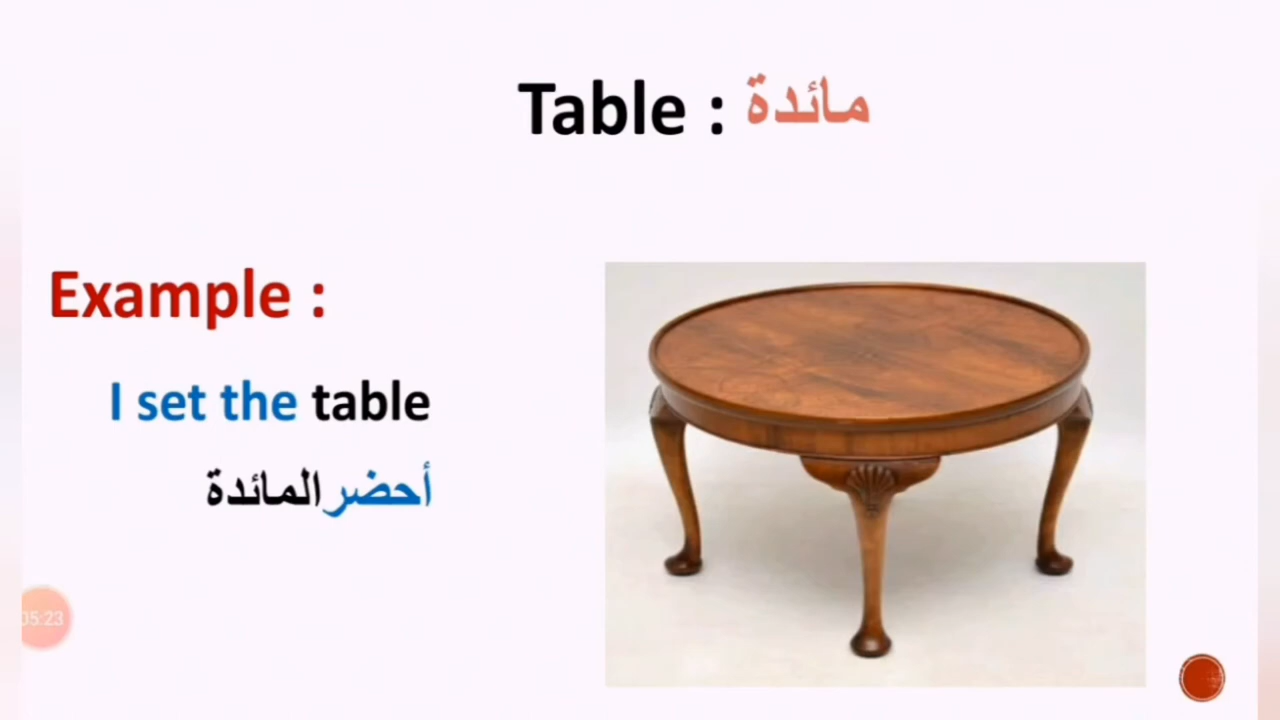 Table : مائدة
Example :
I set the table
أحضر المائدة
05:23